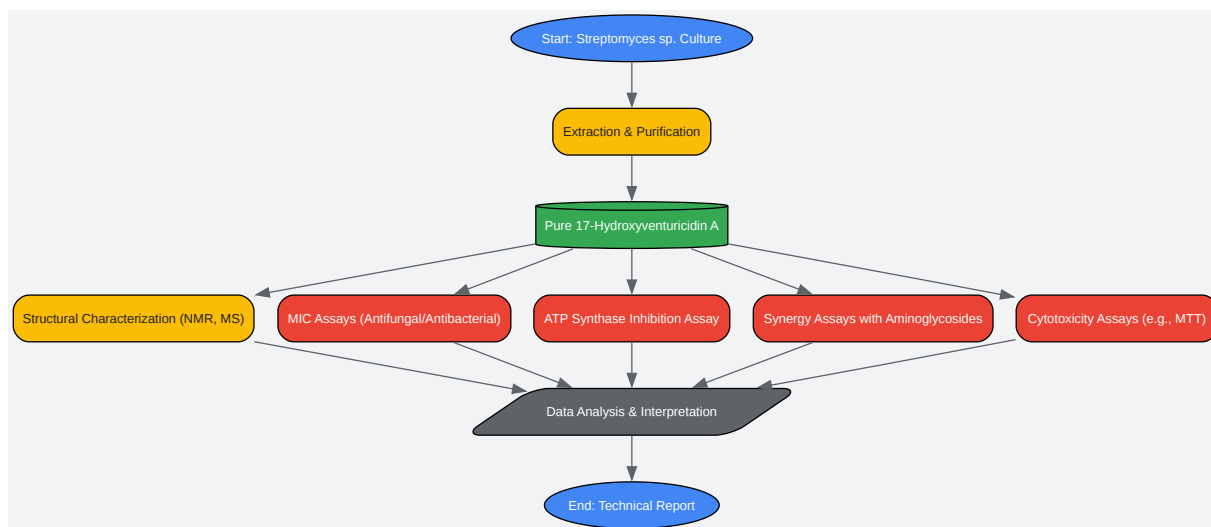 Start: Streptomyces sp. Culture
Extraction & Purification
Pure 17-Hydroxyventuricidin A
Structural Characterization (NMR, MS)
MIC Assays (Antifungal/Antibacterial)
ATP Synthase Inhibition Assay
Synergy Assays with Aminoglycosides
Cytotoxicity Assays (e.g., MTT)
Data Analysis & Interpretation
End: Technical Report